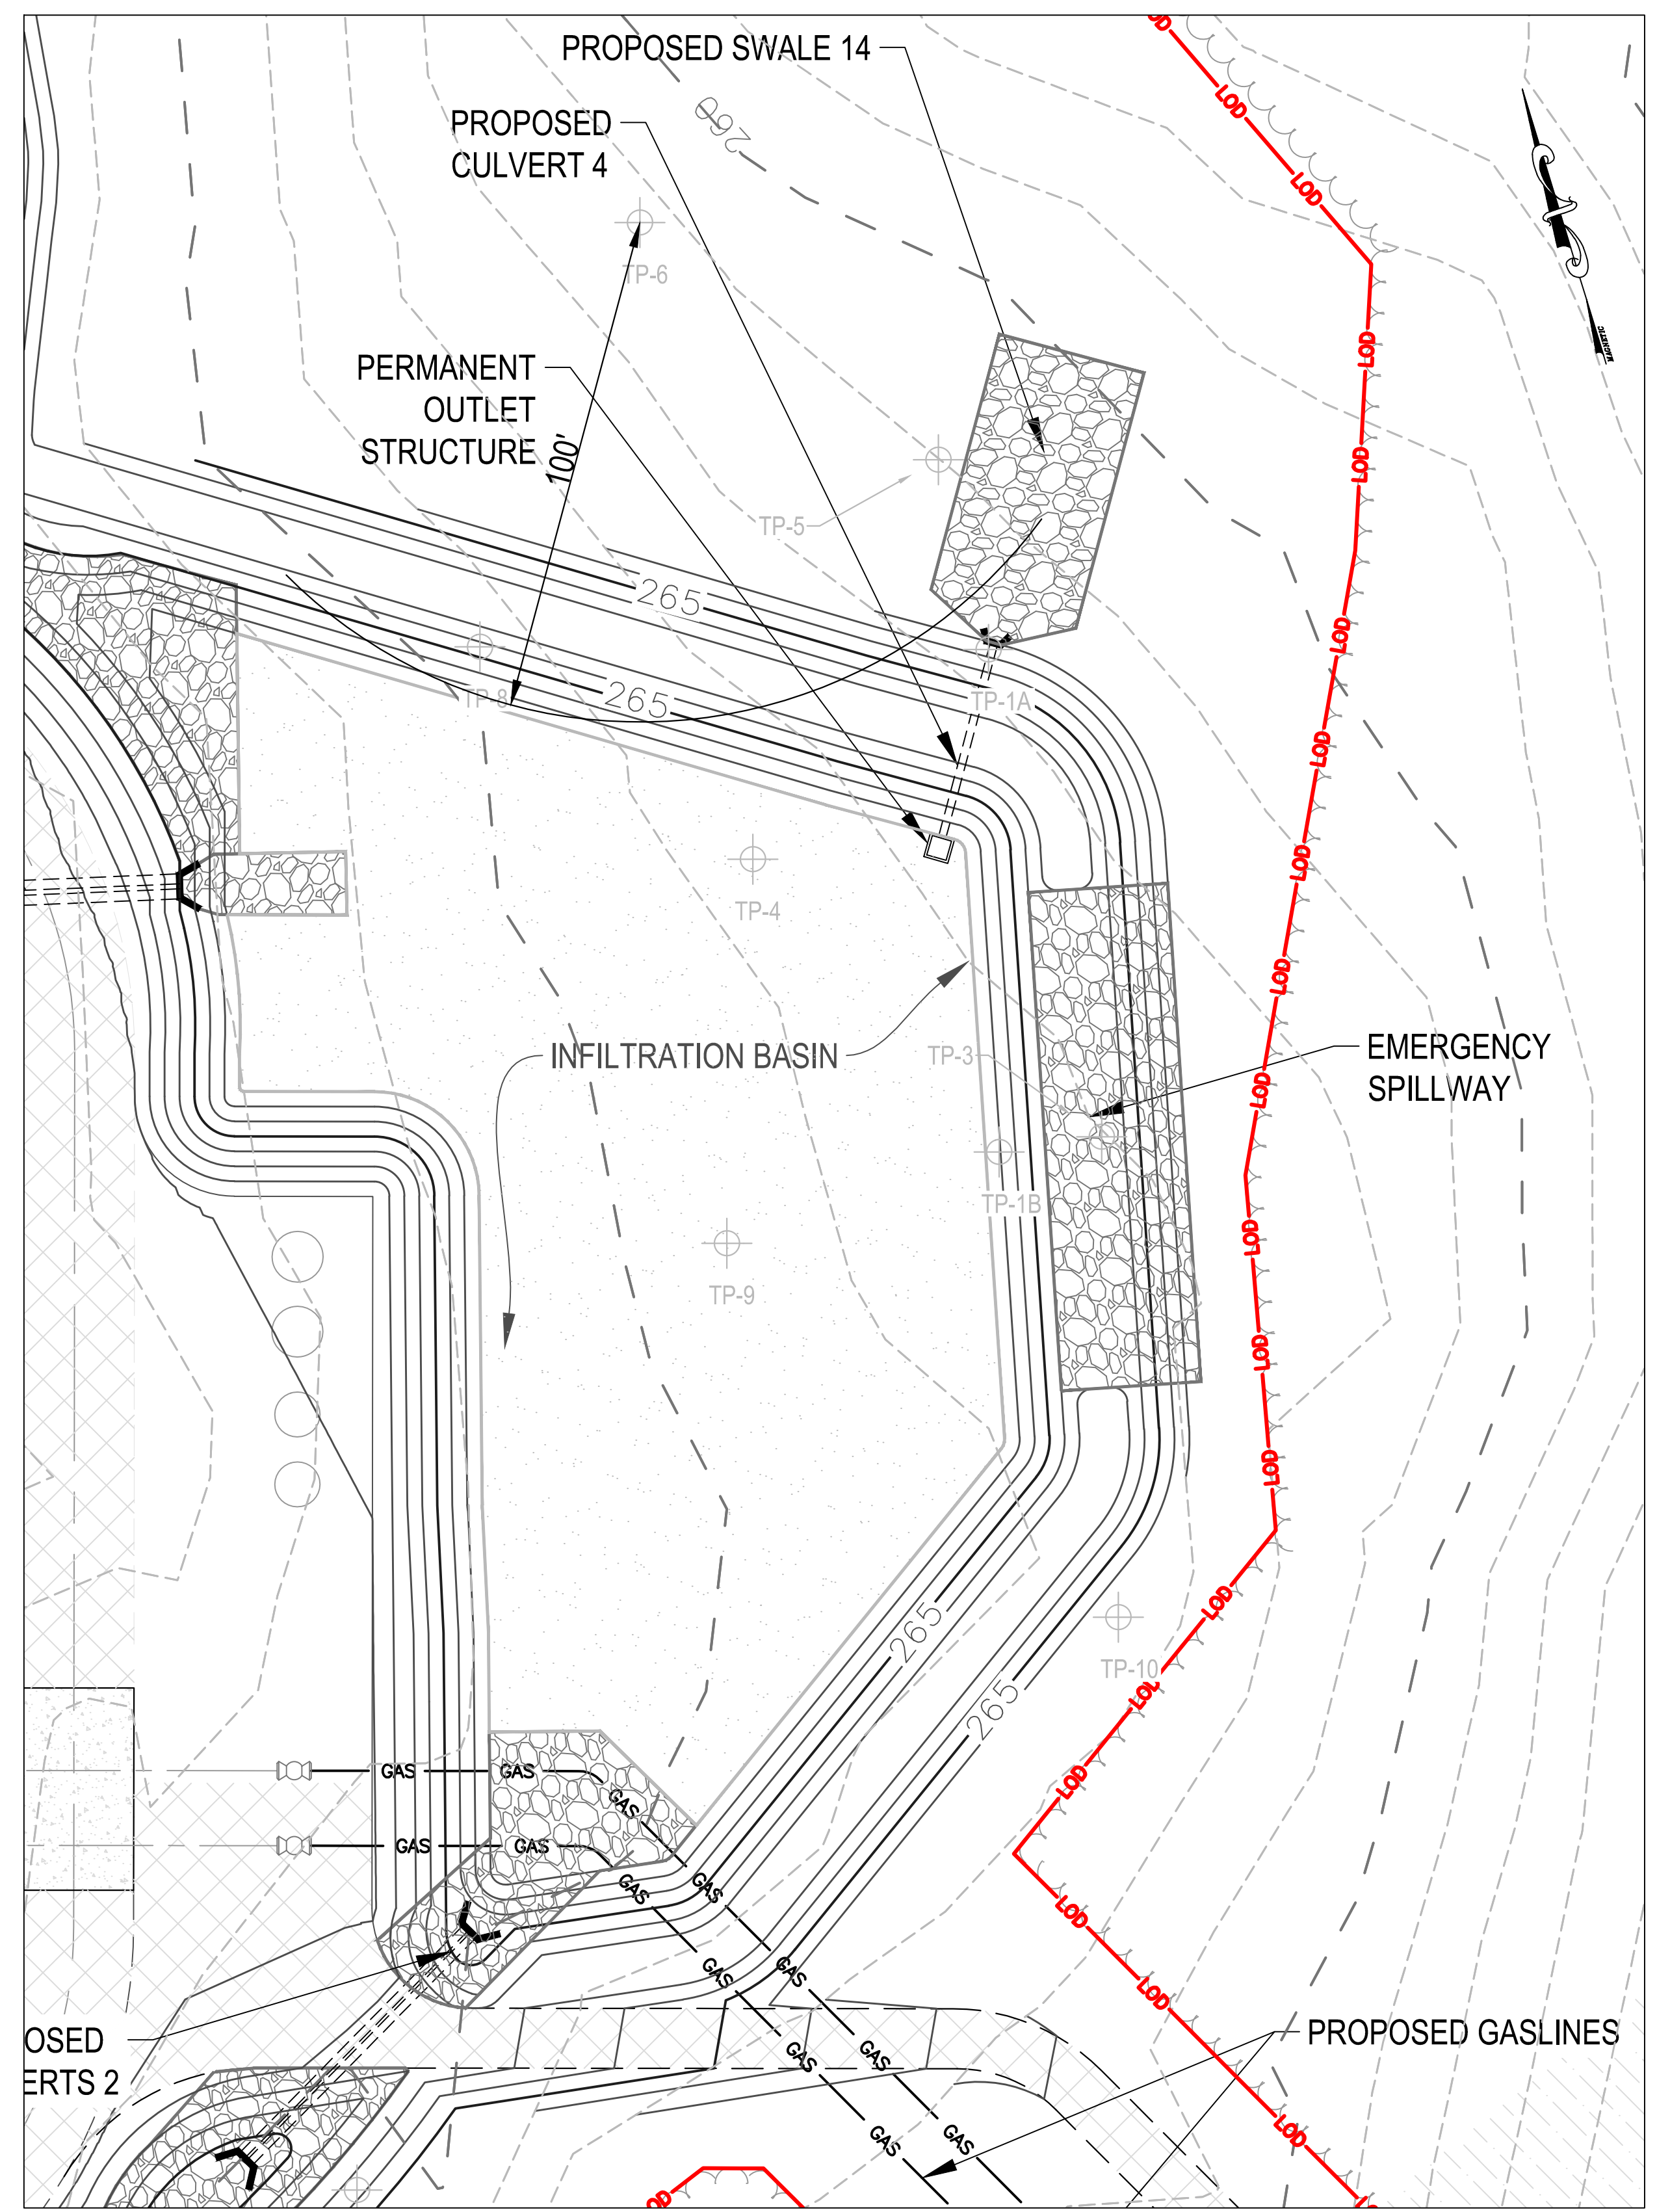 PROPOSED SWALE 14
PROPOSED
CULVERT 4
LOD
LOD
266
TP-6
MAGNETIC
LOD
PERMANENT
OUTLET
STRUCTURE
100'
LOD
TP-5
265
LOD
TP-8
265
TP-1A
LOD
LOD
TP-4
LOD
INFILTRATION BASIN
TP-3
EMERGENCY
SPILLWAY
LOD
TP-1B
LOD
TP-9
LOD
LOD
265
LOD
TP-10
265
GAS
GAS
GAS
LOD
GAS
GAS
GAS
GAS
LOD
GAS
GAS
LOD
OSED
ERTS 2
PROPOSED GASLINES
GAS
GAS
GAS
GAS
LOD